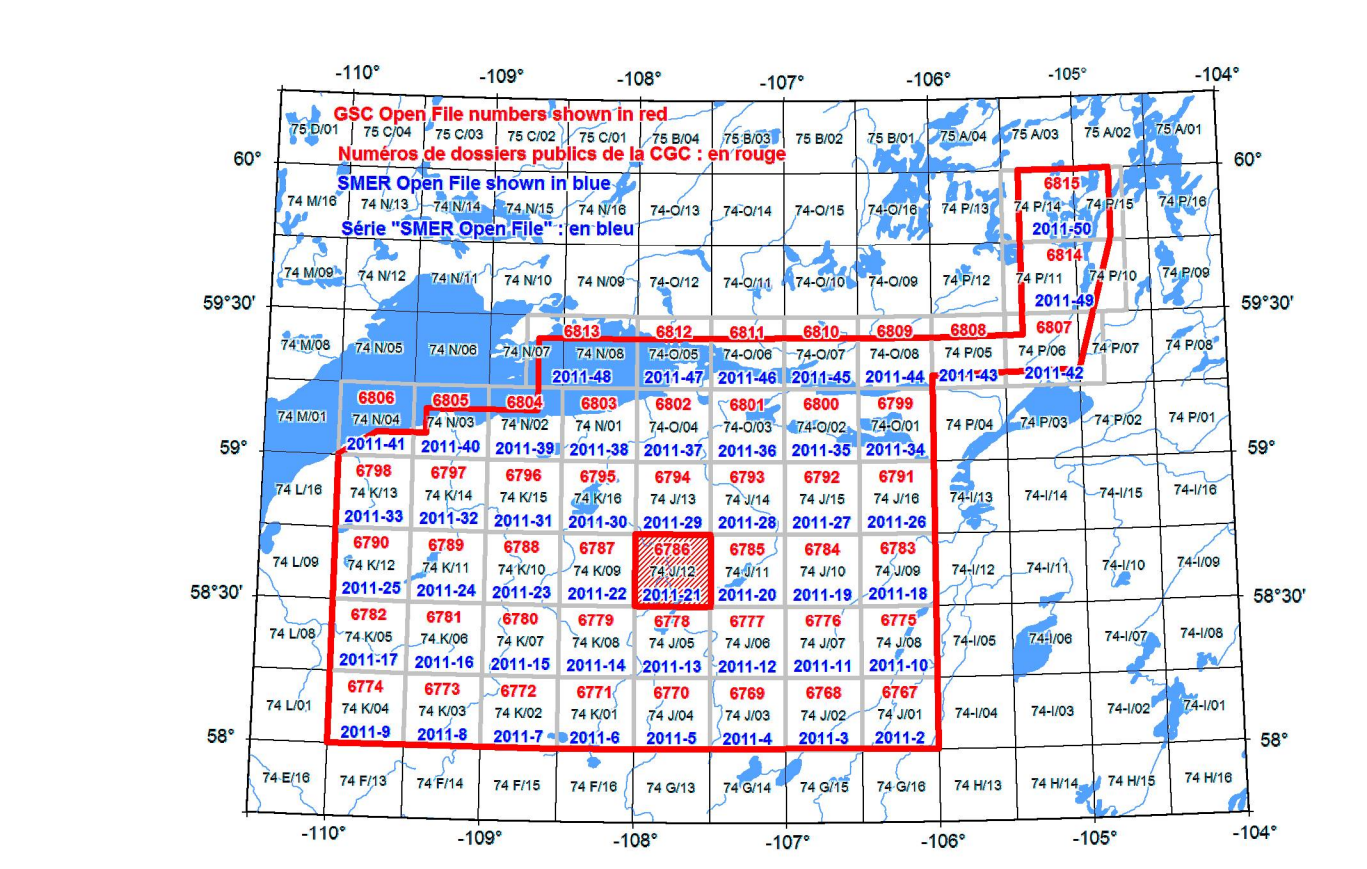 -110° -109° -108° -107° -106° -105° -104°
GSC Open File numbers shown in red
75 D/01 75 C/04 75 C/03 75 C/02 75 C/01 75 B/04 75 B/03 75 B/02 75 B/01 75 A/04 75 A/03 75 A/02 75 A/01
Numéros de dossiers publics de la CGC : en rouge
60° 60°
SMER Open File shown in blue
6815
74 M/16 74 N/13 74 N/14 74 N/15 74 N/16 74-O/13 74-O/14 74-O/15 74-O/16 74 P/13 74 P/14 74 P/15 74 P/16
Série "SMER Open File" : en bleu
2011-50
6814
74 M/09 74 N/12 74 N/11 74 N/10 74 N/09 74-O/12 74-O/11 74-O/10 74-O/09 74 P/12 74 P/11 74 P/10 74 P/09
2011-49
59°30' 59°30'
6813 6812 6811 6810 6809 6808 6807
74 M/08 74 N/05 74 N/06 74 N/07 74 N/08 74-O/05 74-O/06 74-O/07 74-O/08 74 P/05 74 P/06 74 P/07 74 P/08
2011-48 2011-47 2011-46 2011-45 2011-44 2011-43 2011-42
6806 6805 6804 6803 6802 6801 6800 6799
74 M/01 74 N/04 74 N/03 74 N/02 74 N/01 74-O/04 74-O/03 74-O/02 74-O/01 74 P/04 74 P/03 74 P/02 74 P/01
2011-41 2011-40 2011-39 2011-38 2011-37 2011-36 2011-35 2011-34
59° 59°
6798 6797 6796 6795 6794 6793 6792 6791
74 L/16 74 K/13 74 K/14 74 K/15 74 K/16 74 J/13 74 J/14 74 J/15 74 J/16 74-I/13 74-I/14 74-I/15 74-I/16
2011-33 2011-32 2011-31 2011-30 2011-29 2011-28 2011-27 2011-26
6790 6789 6788 6787 6786 6785 6784 6783
74 L/09 74 K/12 74 K/11 74 K/10 74 K/09 74 J/12 74 J/11 74 J/10 74 J/09 74-I/12 74-I/11 74-I/10 74-I/09
2011-25 2011-24 2011-23 2011-22 2011-21 2011-20 2011-19 2011-18
58°30' 58°30'
6782 6781 6780 6779 6778 6777 6776 6775
74 L/08 74 K/05 74 K/06 74 K/07 74 K/08 74 J/05 74 J/06 74 J/07 74 J/08 74-I/05 74-I/06 74-I/07 74-I/08
2011-17 2011-16 2011-15 2011-14 2011-13 2011-12 2011-11 2011-10
6774 6773 6772 6771 6770 6769 6768 6767
74 L/01 74 K/04 74 K/03 74 K/02 74 K/01 74 J/04 74 J/03 74 J/02 74 J/01 74-I/04 74-I/03 74-I/02 74-I/01
2011-9 2011-8 2011-7 2011-6 2011-5 2011-4 2011-3 2011-2
58° 58°
74 E/16 74 F/13 74 F/14 74 F/15 74 F/16 74 G/13 74 G/14 74 G/15 74 G/16 74 H/13 74 H/14 74 H/15 74 H/16
-110° -109° -108° -107° -106° -105° -104°